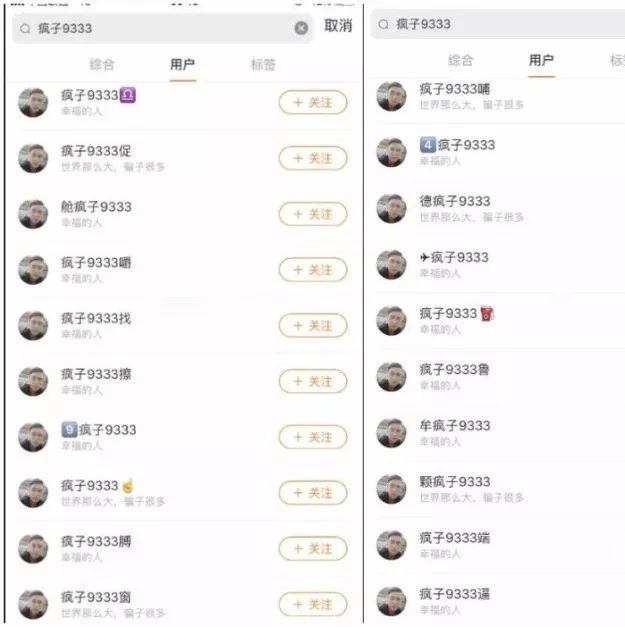 疯子9333
取消
综合
用户
标签
疯子9333♎
幸福的人
+ 关注
疯子9333促
世界那么大，骗子很多
+ 关注
舱疯子9333
幸福的人
+ 关注
疯子9333嚼
幸福的人
+ 关注
疯子9333找
幸福的人
+ 关注
疯子9333擦
幸福的人
+ 关注
9️⃣疯子9333
幸福的人
+ 关注
疯子9333☝
世界那么大，骗子很多
+ 关注
疯子9333膊
幸福的人
+ 关注
疯子9333窗
世界那么大，骗子很多
+ 关注
疯子9333
综合
用户
疯子9333哺
世界那么大，骗子很多
4️⃣疯子9333
幸福的人
德疯子9333
世界那么大，骗子很多
✈疯子9333
幸福的人
疯子9333
幸福的人
疯子9333鲁
幸福的人
牟疯子9333
幸福的人
颗疯子9333
世界那么大，骗子很多
疯子9333端
幸福的人
疯子9333逼
幸福的人